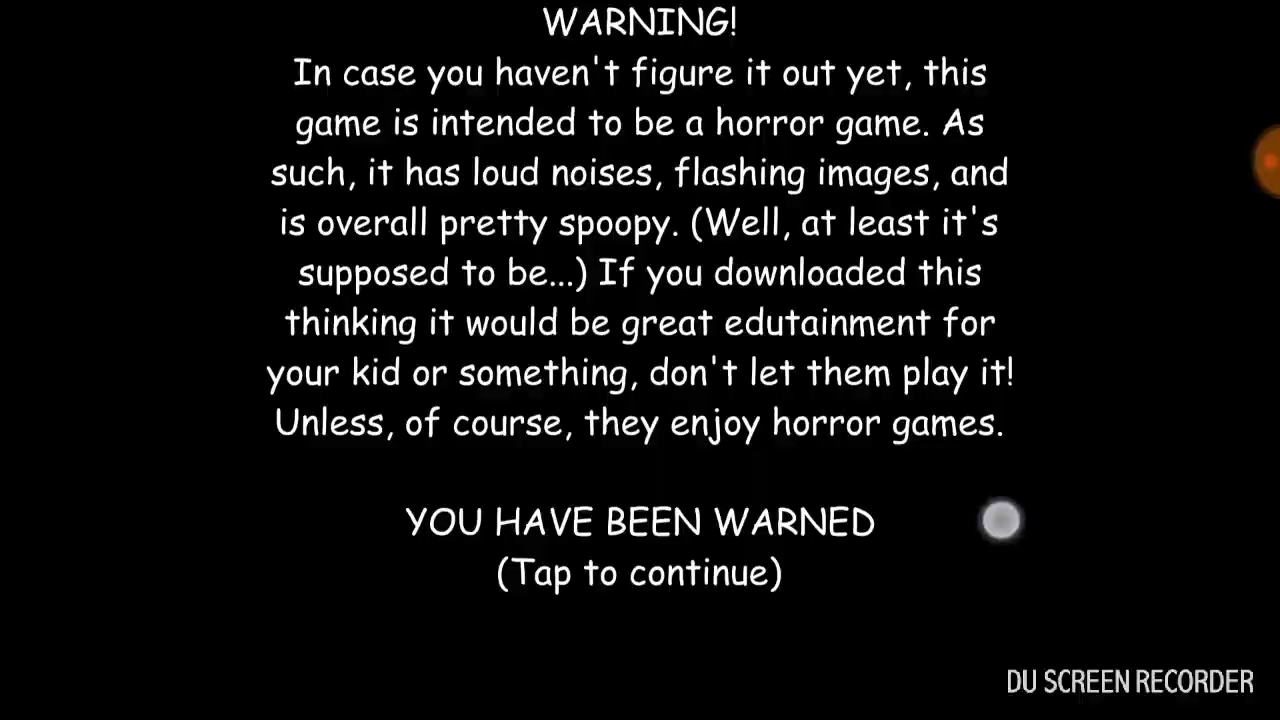 WARNING!
In case you haven't figure it out yet, this
game is intended to be a horror game. As
such, it has loud noises, flashing images, and
is overall pretty spoopy. (Well, at least it's
supposed to be...) If you downloaded this
thinking it would be great edutainment for
your kid or something, don't let them play it!
Unless, of course, they enjoy horror games.
YOU HAVE BEEN WARNED
(Tap to continue)
DU SCREEN RECORDER